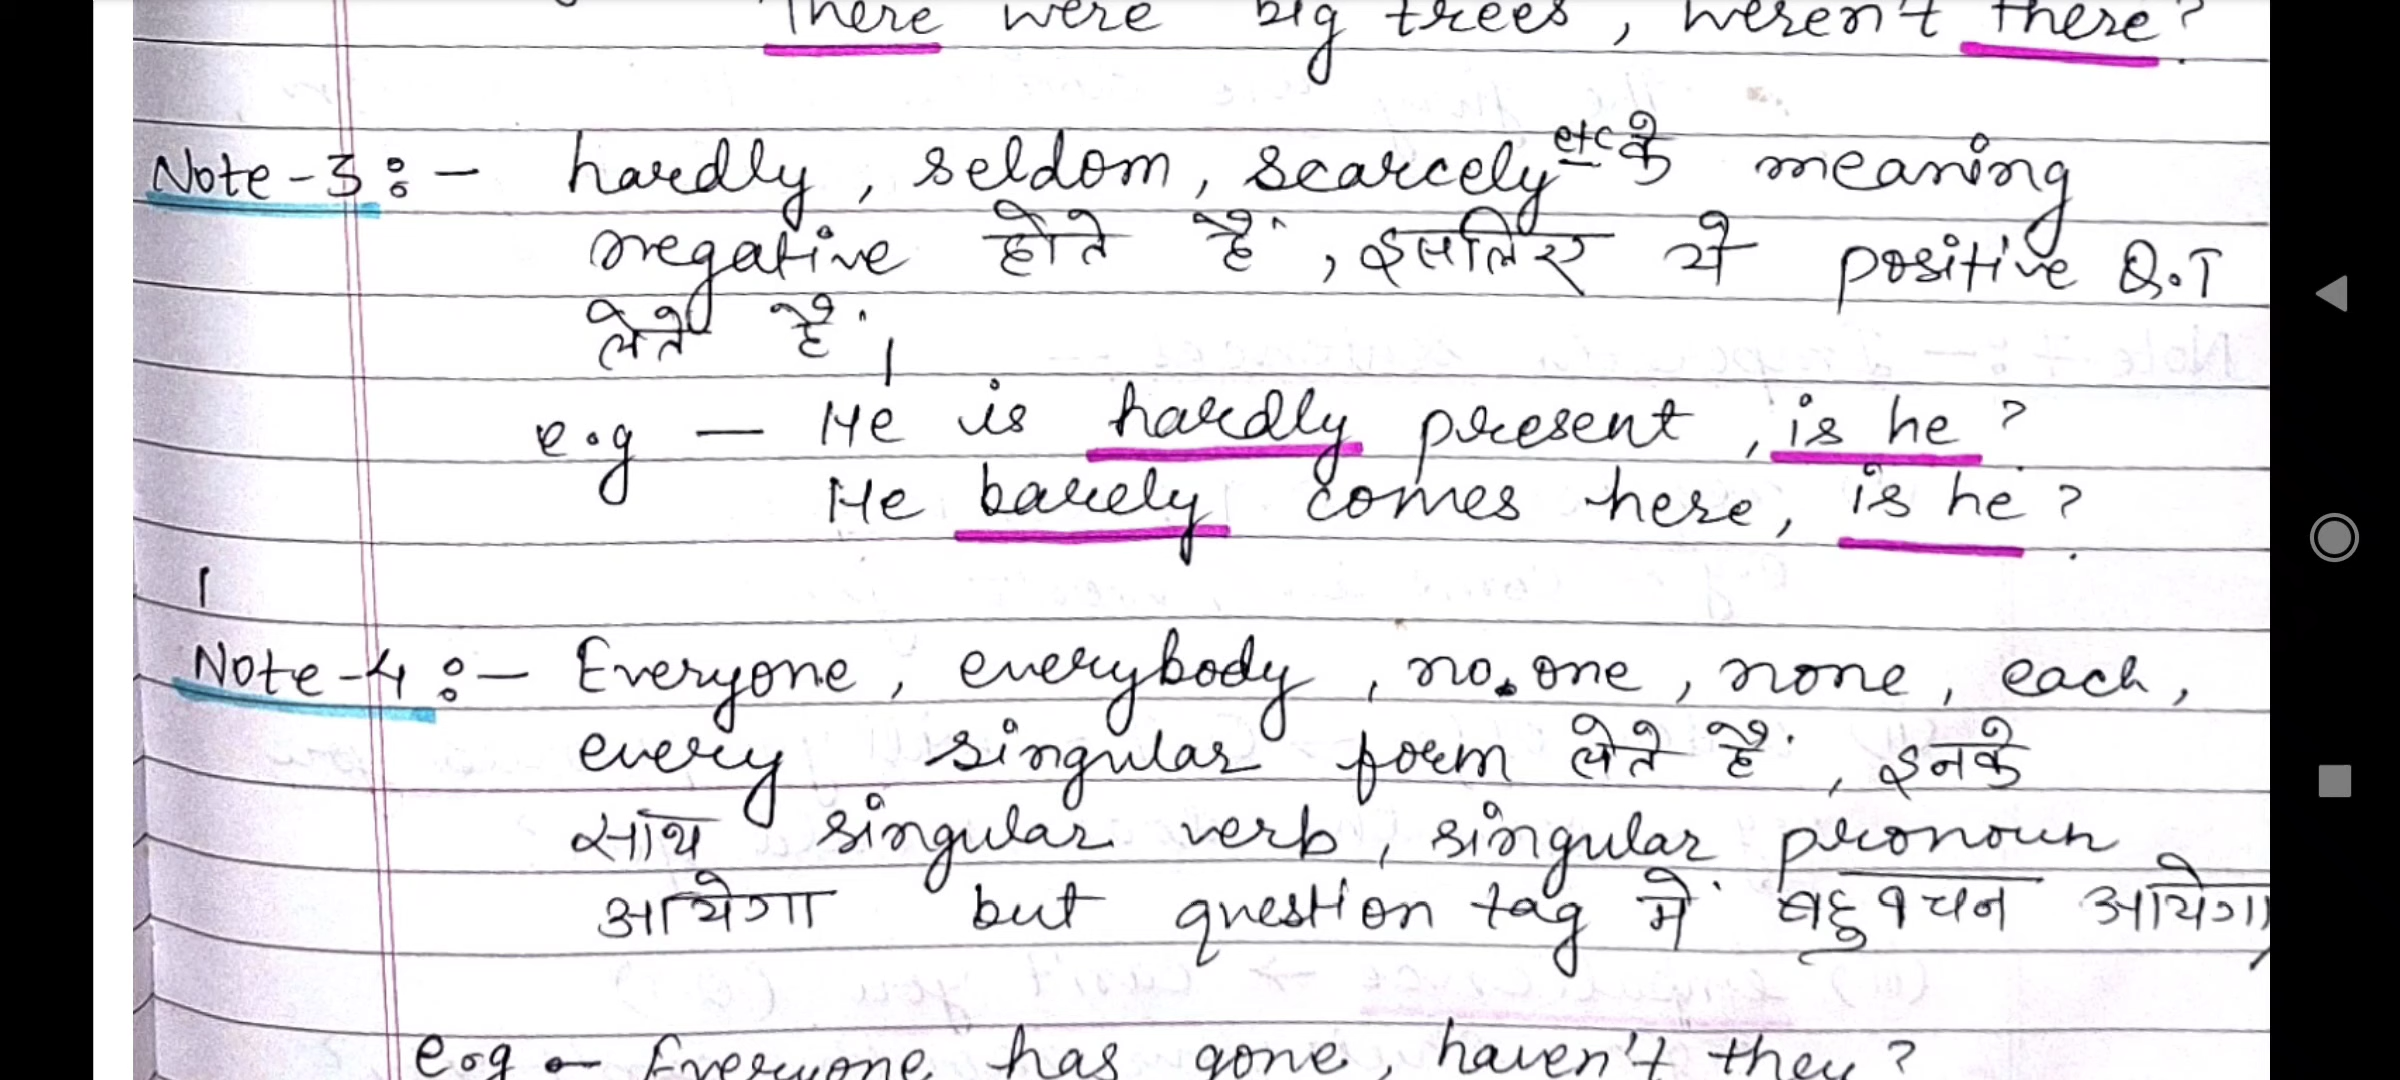 There were big trees, weren't there?
Note-3:- hardly, seldom, scarcely etc के meaning
negative होते हैं, इसलिए ये positive Q.T
लेते हैं।
e.g — He is hardly present, is he?
He barely comes here, is he?
Note-4:- Everyone, everybody, no.one, none, each,
every singular form लेते हैं, इनके
साथ singular verb, singular pronoun
आयेगा but question tag में बहुवचन आयेगा
e.g - Everyone has gone, haven't they?